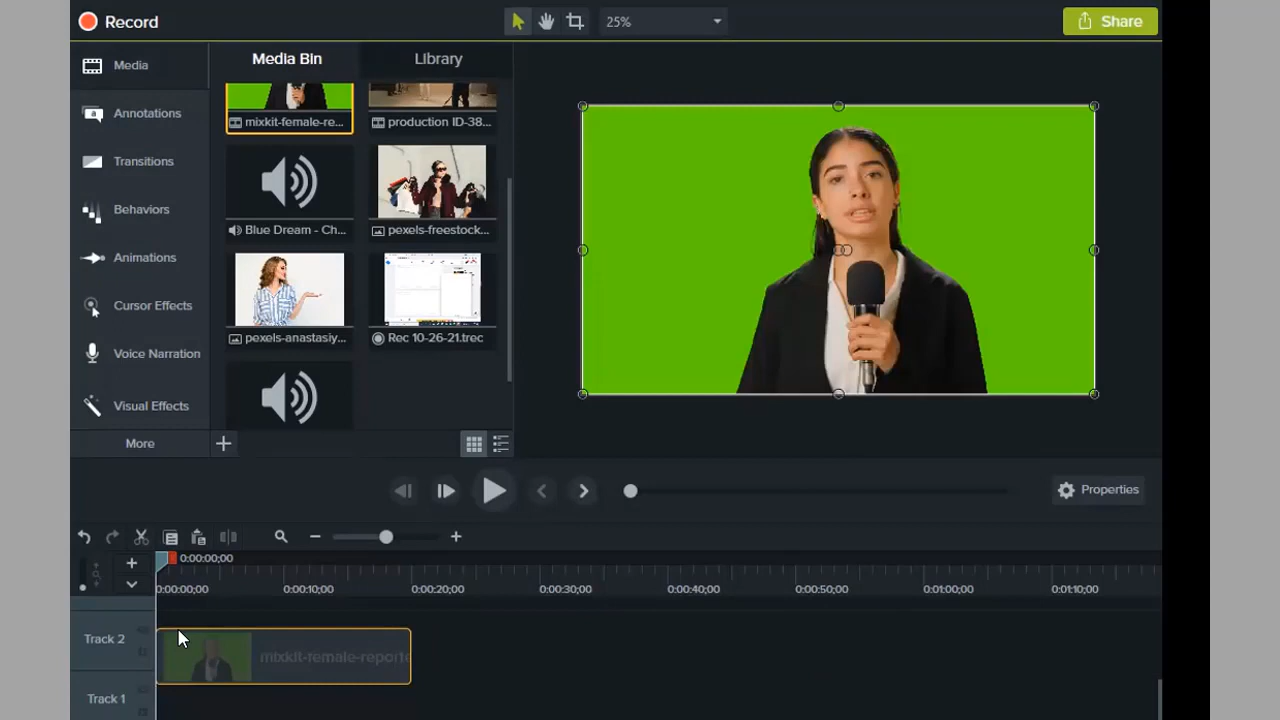 Record
25%
Share
Media
Media Bin
Library
Annotations
mixkit-female-re...
production ID-38...
Transitions
Behaviors
Blue Dream - Ch...
pexels-freestock...
Animations
Cursor Effects
Voice Narration
pexels-anastasiy...
Rec 10-26-21.trec
Visual Effects
More
Properties
0:00:00;00
0:00:00;00
0:00:10;00
0:00:20;00
0:00:30;00
0:00:40;00
0:00:50;00
0:01:00;00
0:01:10;00
Track 2
mixkit-female-reporte
Track 1